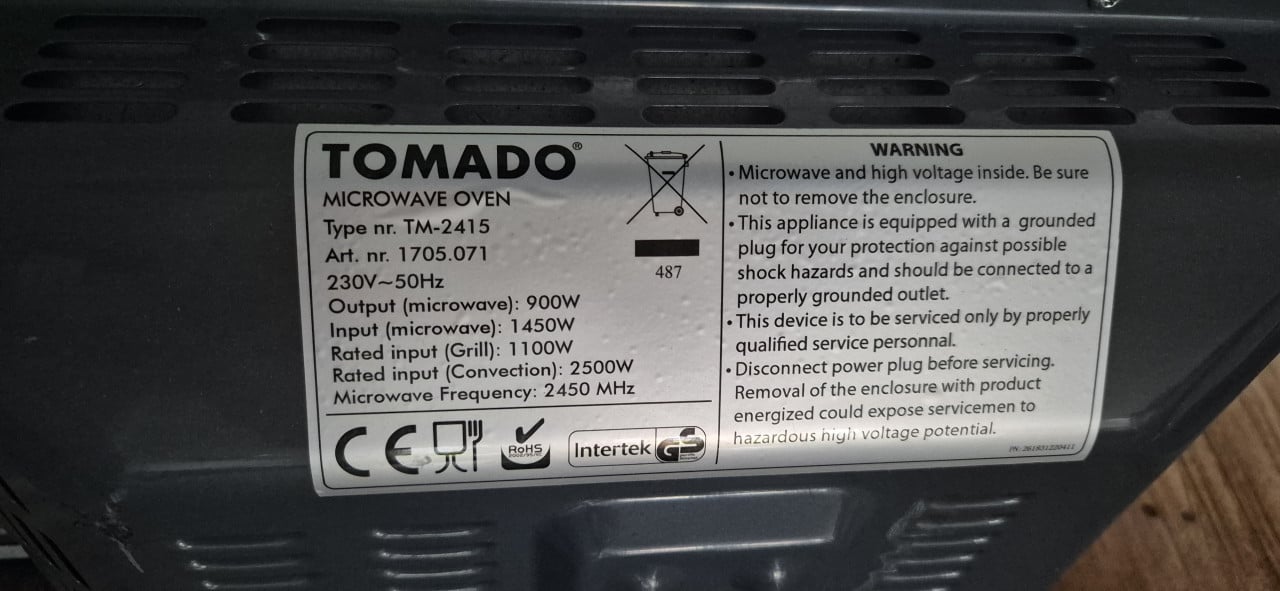 TOMADO®
MICROWAVE OVEN
Type nr. TM-2415
Art. nr. 1705.071
230V~50Hz
Output (microwave): 900W
Input (microwave): 1450W
Rated input (Grill): 1100W
Rated input (Convection): 2500W
Microwave Frequency: 2450 MHz
487
CE
RoHS
Intertek
GS
WARNING
• Microwave and high voltage inside. Be sure
not to remove the enclosure.
• This appliance is equipped with a grounded
plug for your protection against possible
shock hazards and should be connected to a
properly grounded outlet.
• This device is to be serviced only by properly
qualified service personnal.
• Disconnect power plug before servicing.
Removal of the enclosure with product
energized could expose servicemen to
hazardous high voltage potential.